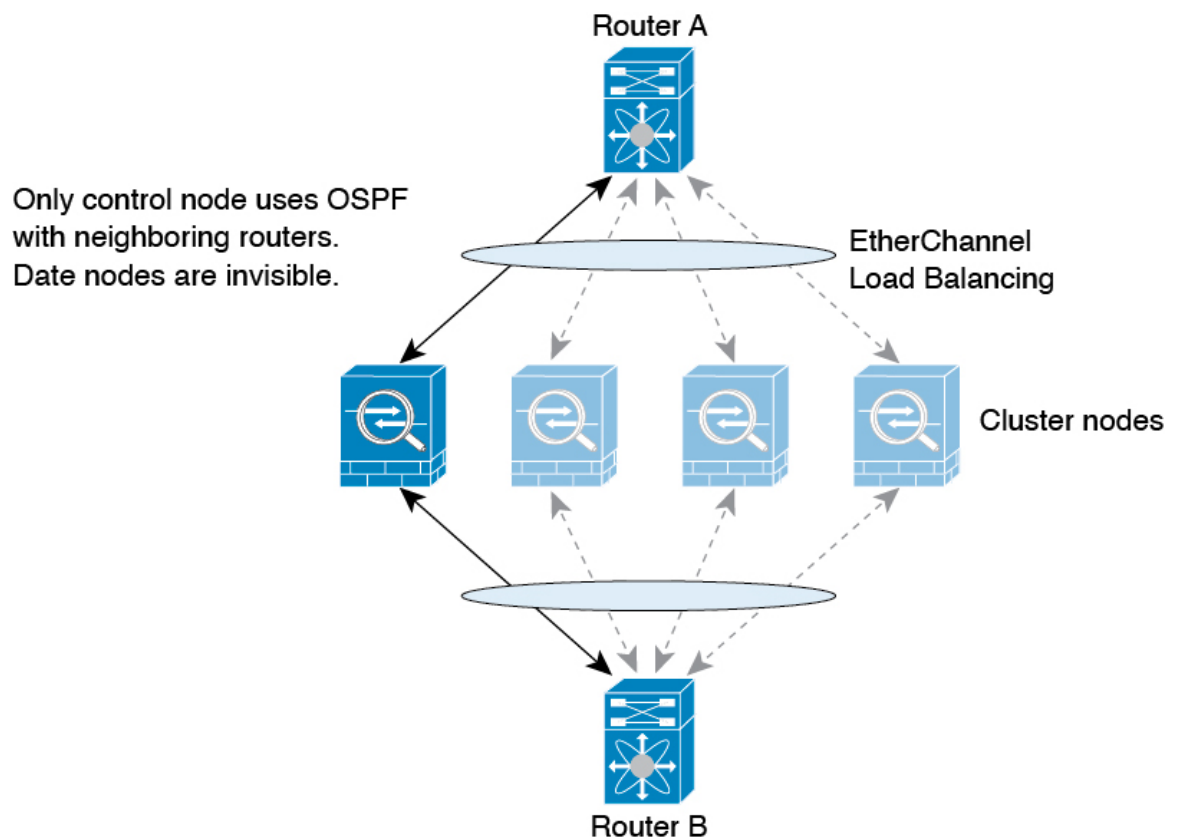 Router A
Only control node uses OSPF
with neighboring routers.
Date nodes are invisible.
EtherChannel
Load Balancing
Cluster nodes
Router B